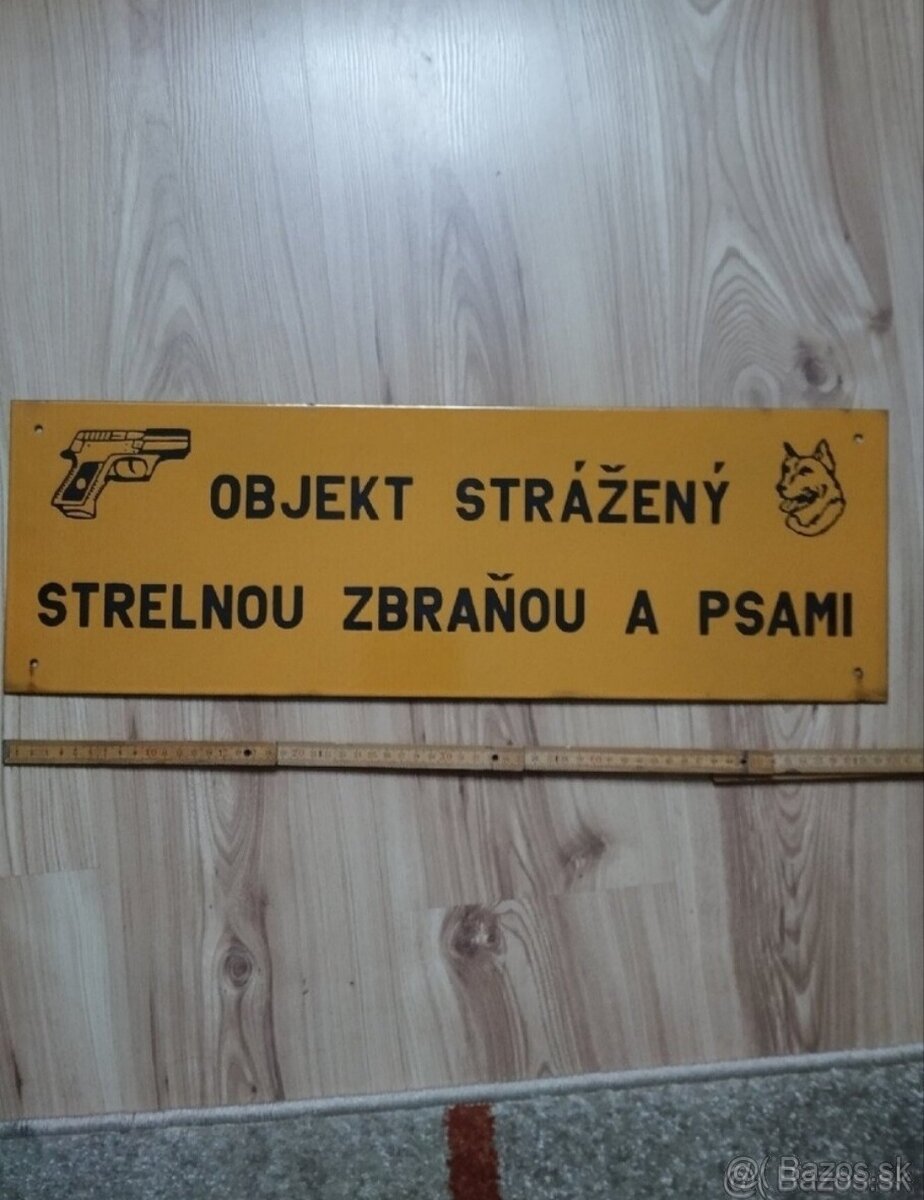 OBJEKT STRÁŽENÝ
STRELNOU ZBRAŇOU A PSAMI
@( Bazos.sk